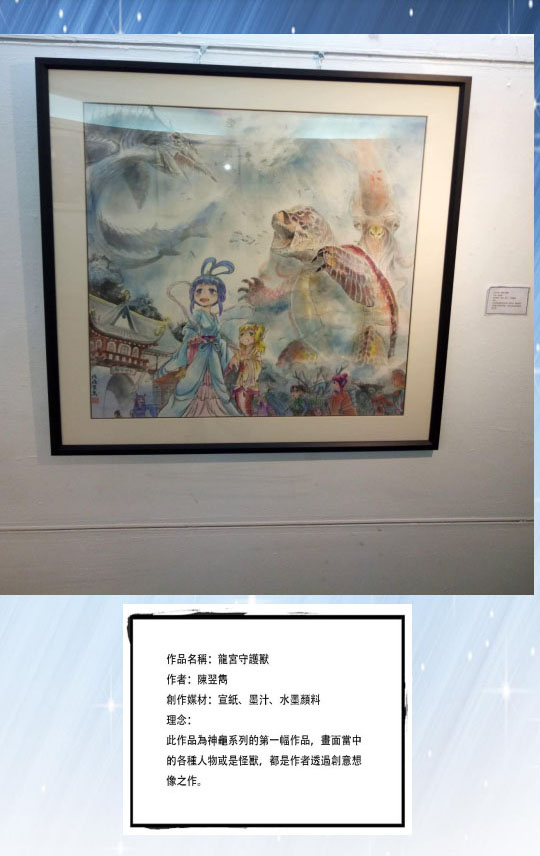 作品名稱：龍宮守護獸
作者：陳翌雋
創作媒材：宣紙、墨汁、水墨顏料
理念：
此作品為神龜系列的第一幅作品，畫面當中
的各種人物或是怪獸，都是作者透過創意想
像之作。